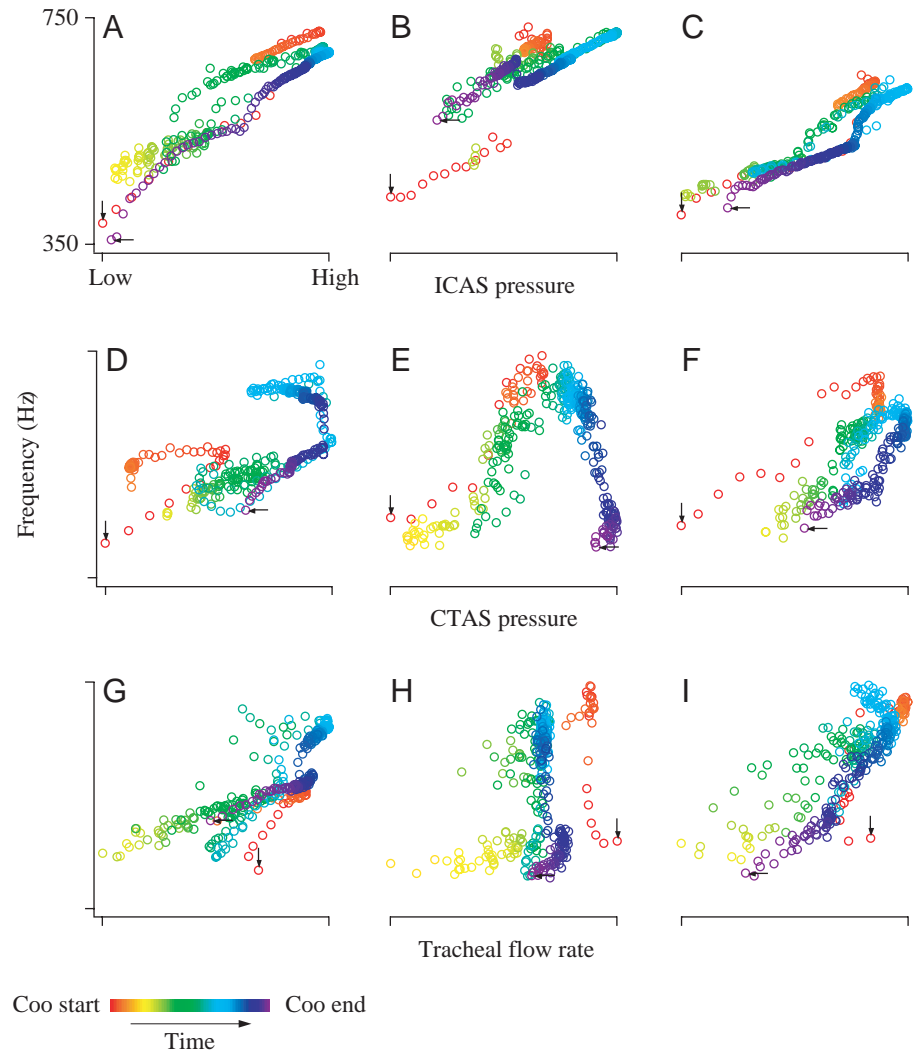 A
B
C
750
350
Low
High
ICAS pressure
D
E
F
Frequency (Hz)
CTAS pressure
G
H
I
Tracheal flow rate
Coo start
Coo end
Time